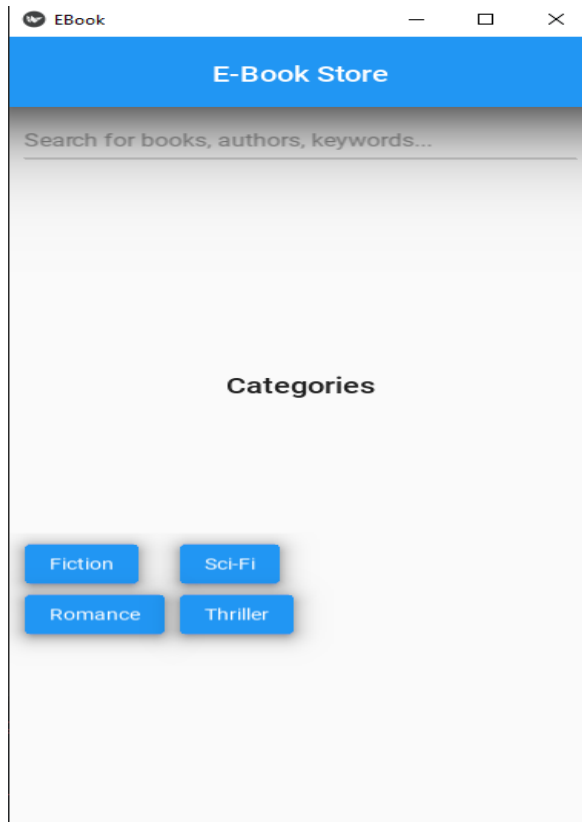 EBook
E-Book Store
Search for books, authors, keywords...
Categories
Fiction Sci-Fi
Romance Thriller